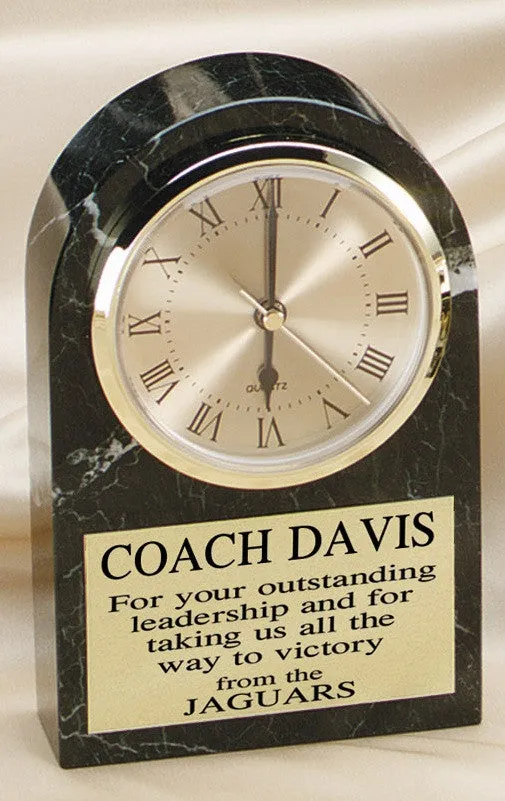 XII
I
II
III
IIII
V
VI
VII
VIII
IX
X
XI
QUARTZ
COACH DAVIS
For your outstanding
leadership and for
taking us all the
way to victory
from the
JAGUARS